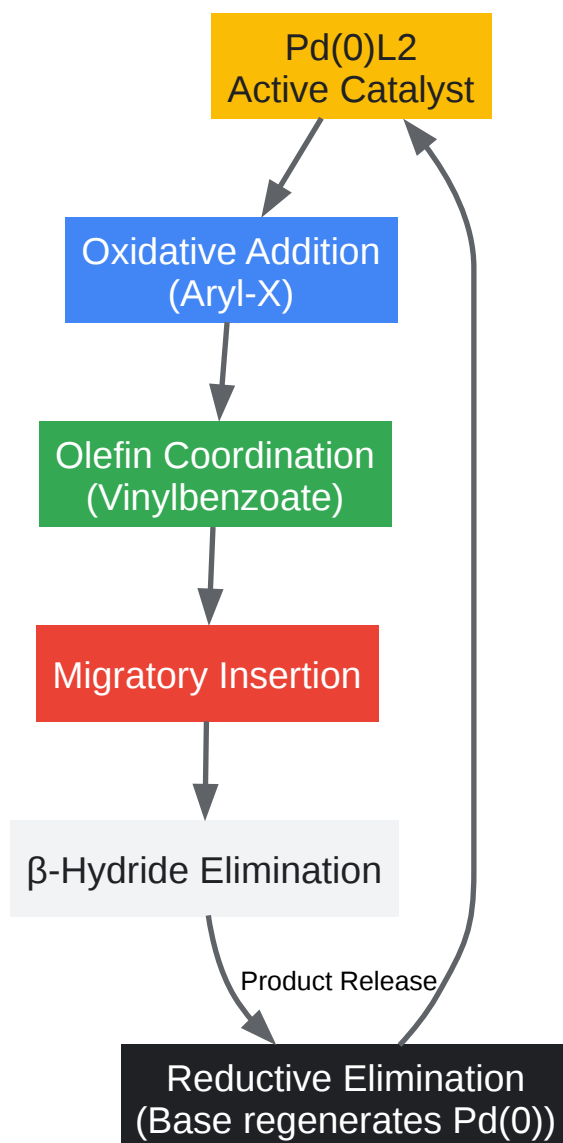 Pd(0)L2
Active Catalyst
Oxidative Addition
(Aryl-X)
Olefin Coordination
(Vinylbenzoate)
Migratory Insertion
β-Hydride Elimination
Product Release
Reductive Elimination
(Base regenerates Pd(0))